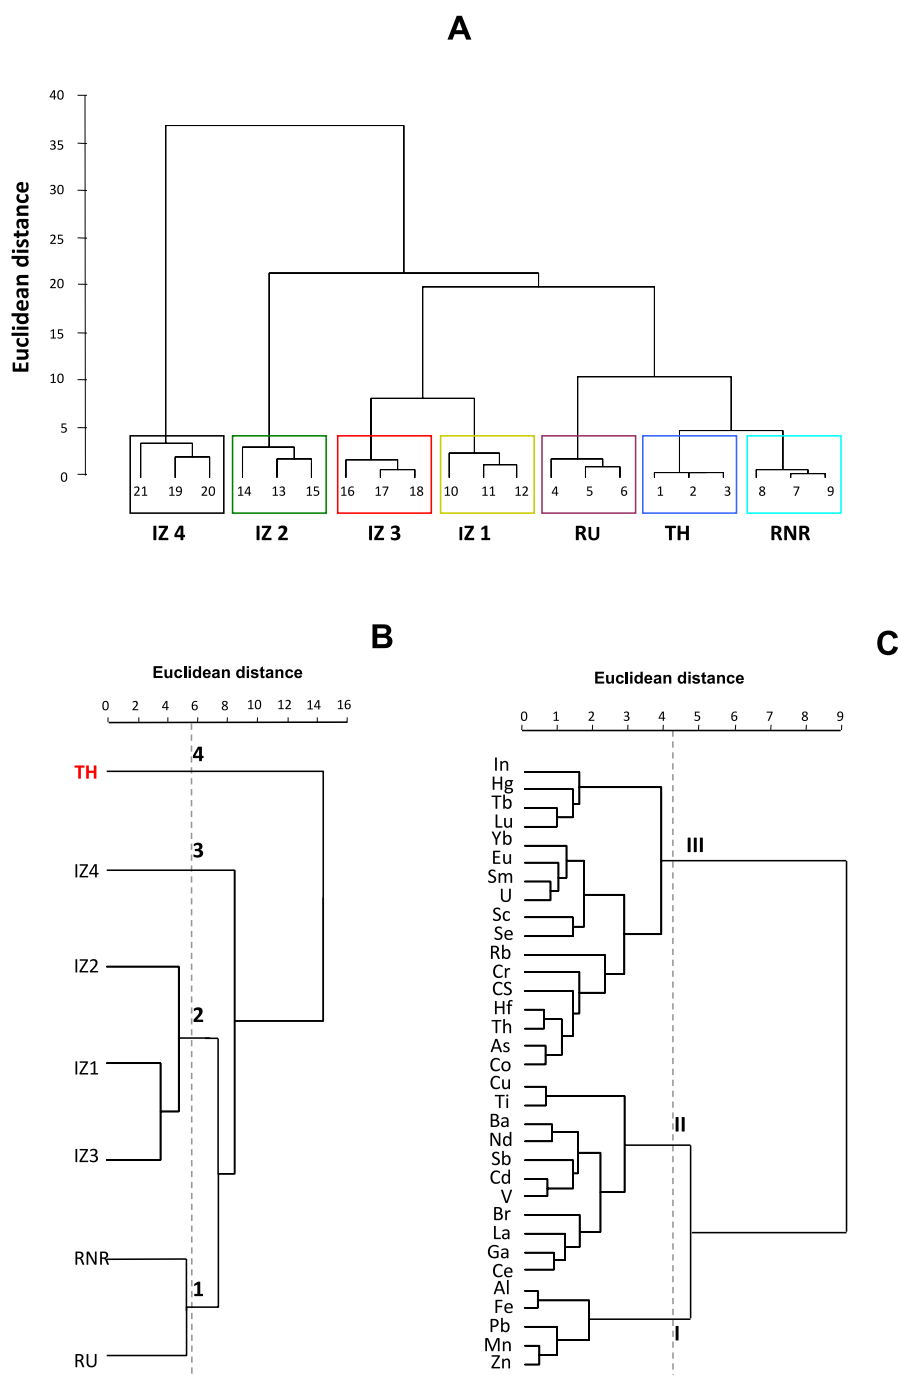 A
Euclidean distance
40
35
30
25
20
15
10
5
0
21 19 20 14 13 15 16 17 18 10 11 12 4 5 6 1 2 3 8 7 9
IZ 4 IZ 2 IZ 3 IZ 1 RU TH RNR
B
Euclidean distance
0 2 4 6 8 10 12 14 16
4
TH
3
IZ4
IZ2
2
IZ1
IZ3
RNR
1
RU
C
Euclidean distance
0 1 2 3 4 5 6 7 8 9
In
Hg
Tb
Lu
Yb
III
Eu
Sm
U
Sc
Se
Rb
Cr
CS
Hf
Th
As
Co
Cu
Ti
Ba
II
Nd
Sb
Cd
V
Br
La
Ga
Ce
Al
Fe
Pb
I
Mn
Zn